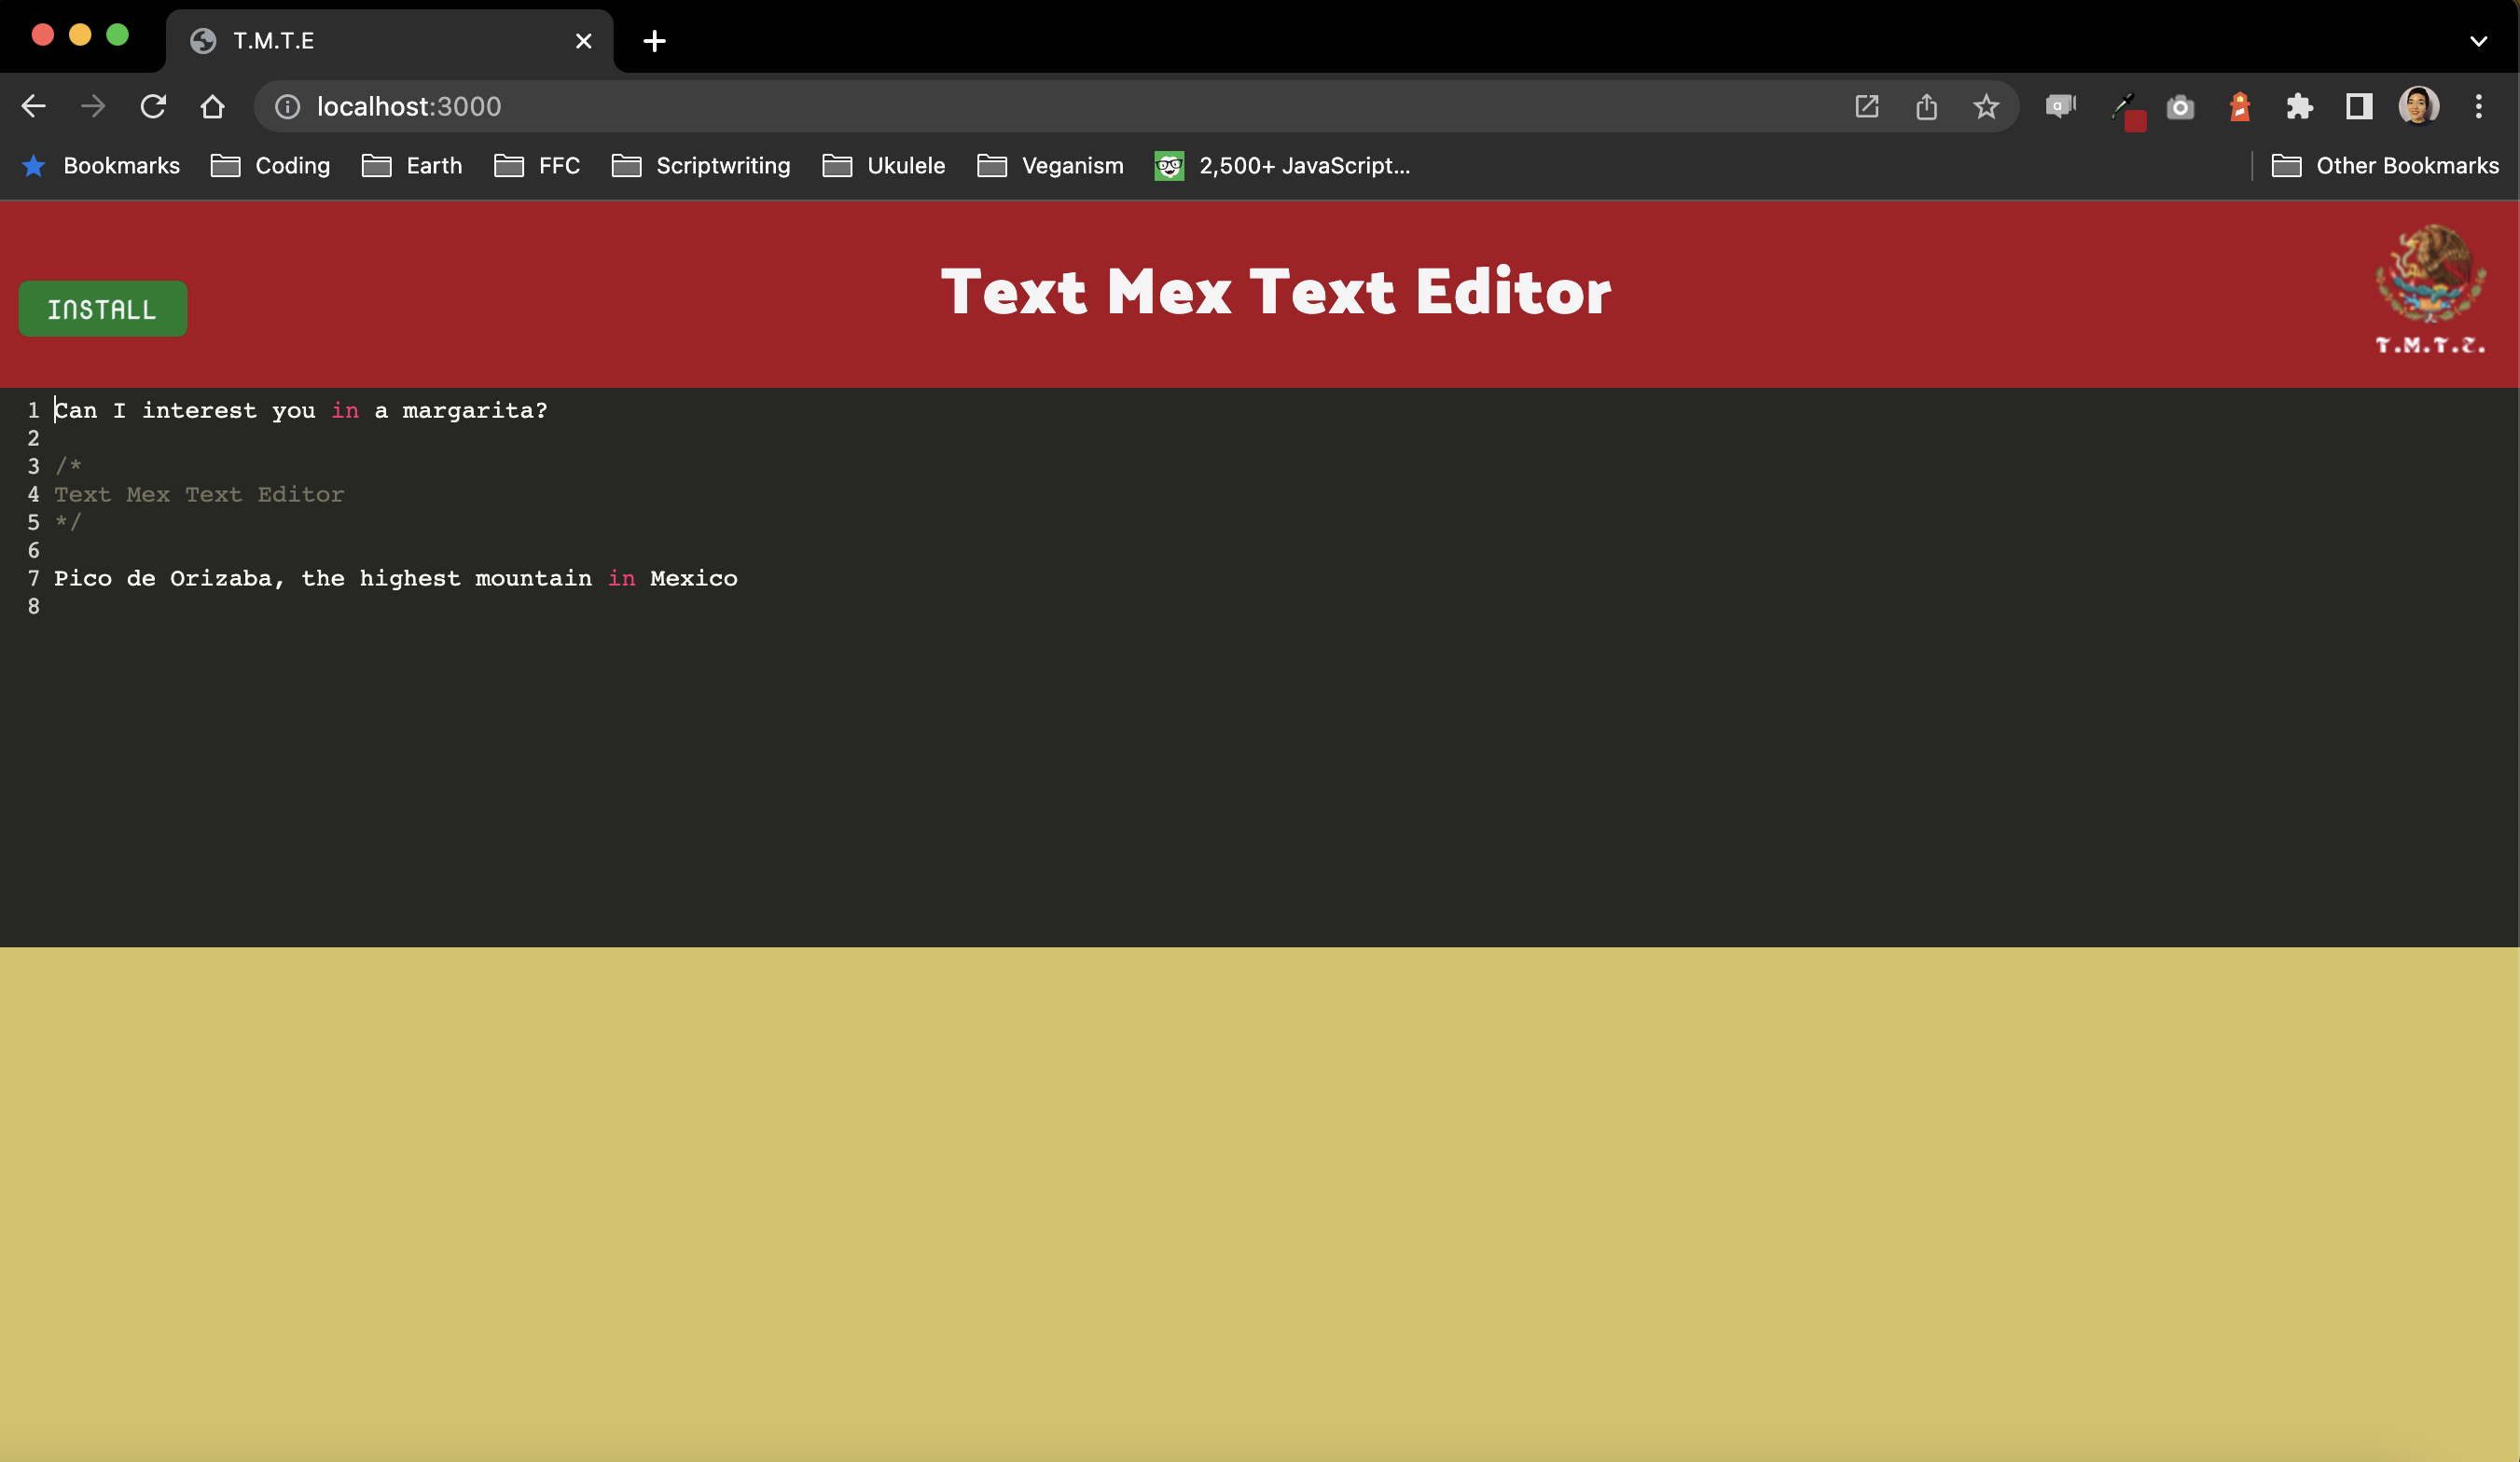 T.M.T.E
localhost:3000
Bookmarks Coding Earth FFC Scriptwriting Ukulele Veganism 2,500+ JavaScript... Other Bookmarks
INSTALL
Text Mex Text Editor
T.M.T.E.
1 Can I interest you in a margarita?
2
3 /*
4 Text Mex Text Editor
5 */
6
7 Pico de Orizaba, the highest mountain in Mexico
8